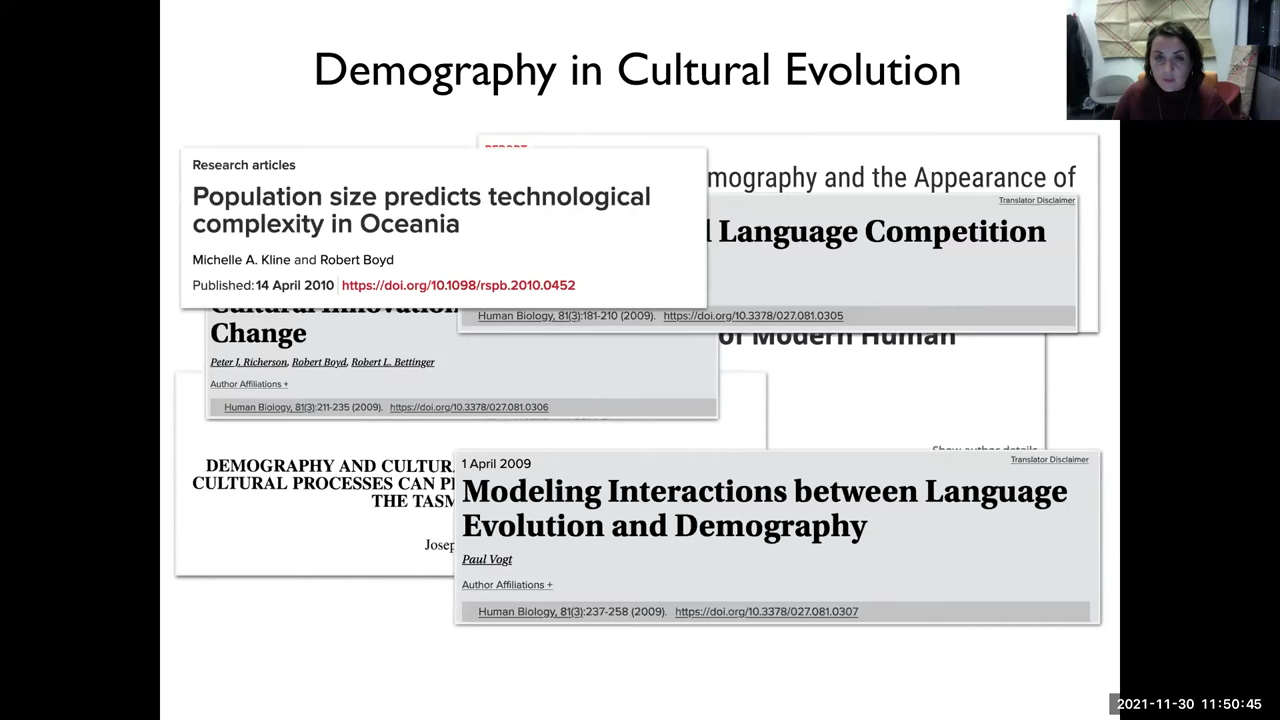 Demography in Cultural Evolution
Research articles
Population size predicts technological
complexity in Oceania
Michelle A. Kline and Robert Boyd
Published: 14 April 2010 https://doi.org/10.1098/rspb.2010.0452
REPORT
mography and the Appearance of
Translator Disclaimer
Language Competition
Human Biology, 81(3):181-210 (2009). https://doi.org/10.3378/027.081.0305
of Modern Human
Cultural Innovation
Change
Peter J. Richerson, Robert Boyd, Robert L. Bettinger
Author Affiliations +
Human Biology, 81(3):211-235 (2009). https://doi.org/10.3378/027.081.0306
Show author details
DEMOGRAPHY AND CULTUR
CULTURAL PROCESSES CAN P
THE TASM
Josep
1 April 2009
Translator Disclaimer
Modeling Interactions between Language
Evolution and Demography
Paul Vogt
Author Affiliations +
Human Biology, 81(3):237-258 (2009). https://doi.org/10.3378/027.081.0307
2021-11-30 11:50:45